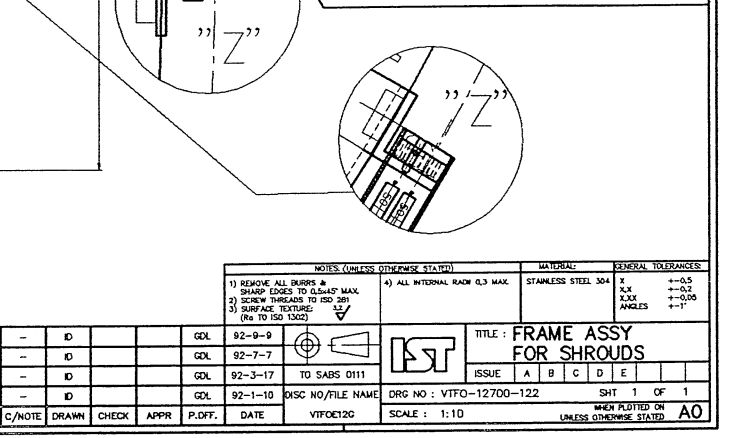 "Z"
"Z"
NOTES: (UNLESS OTHERWISE STATED)
1) REMOVE ALL BURRS &
SHARP EDGES TO 0,5x45° MAX.
2) SCREW THREADS TO ISO 261
3) SURFACE TEXTURE: 3.2
(Ra TO ISO 1302)
4) ALL INTERNAL RADII 0,3 MAX.
MATERIAL:
STAINLESS STEEL 304
GENERAL TOLERANCES:
X +-0,5
X,X +-0,2
X,XX +-0,05
ANGLES +-1°
- ID GDL 92-9-9
- ID GDL 92-7-7
- ID GDL 92-3-17 TO SABS 0111
- ID GDL 92-1-10 DISC NO/FILE NAME
C/NOTE DRAWN CHECK APPR P.OFF. DATE VTFOE12G
IST
TITLE : FRAME ASSY
FOR SHROUDS
ISSUE A B C D E
DRG NO : VTFO-12700-122 SHT 1 OF 1
SCALE : 1:10 WHEN PLOTTED ON
UNLESS OTHERWISE STATED A0